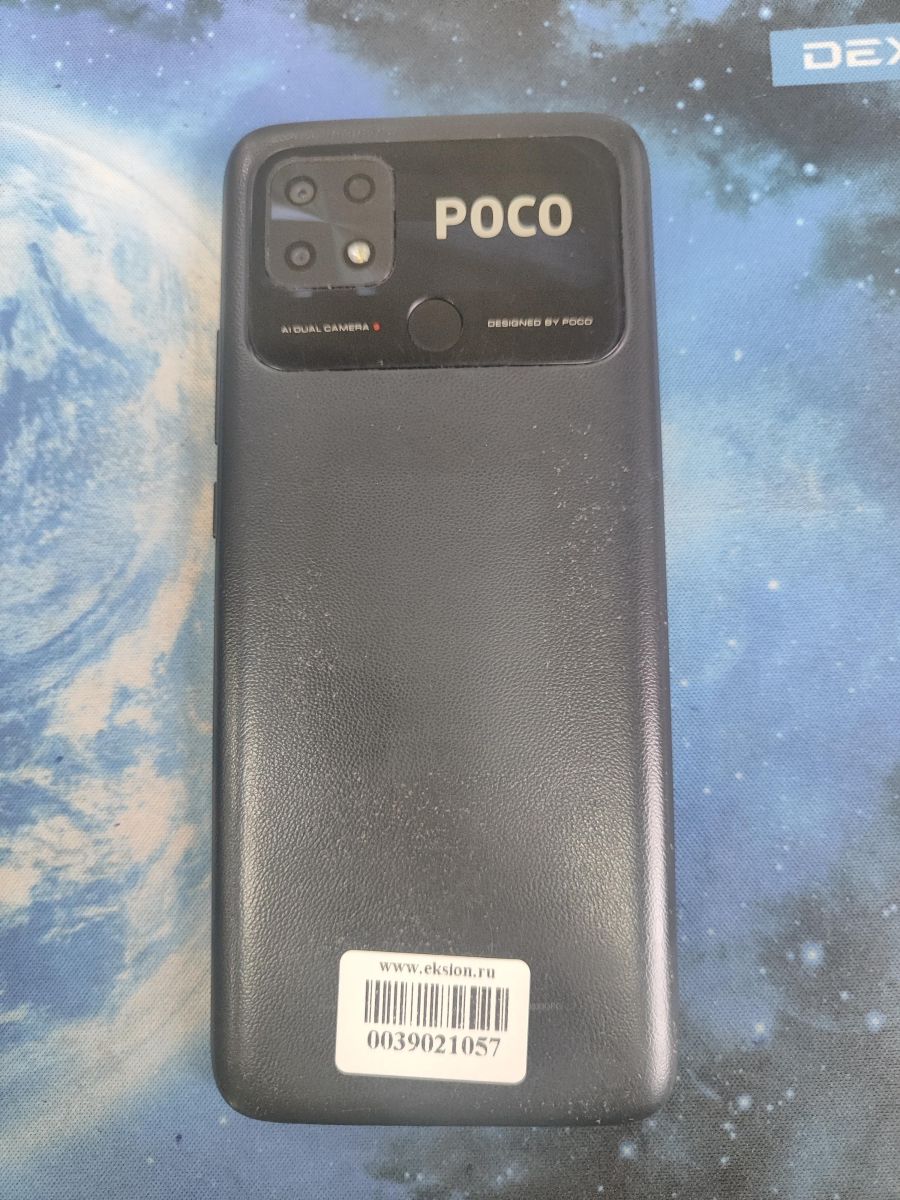 DEX
POCO
AI DUAL CAMERA
DESIGNED BY POCO
www.eksion.ru
0039021057